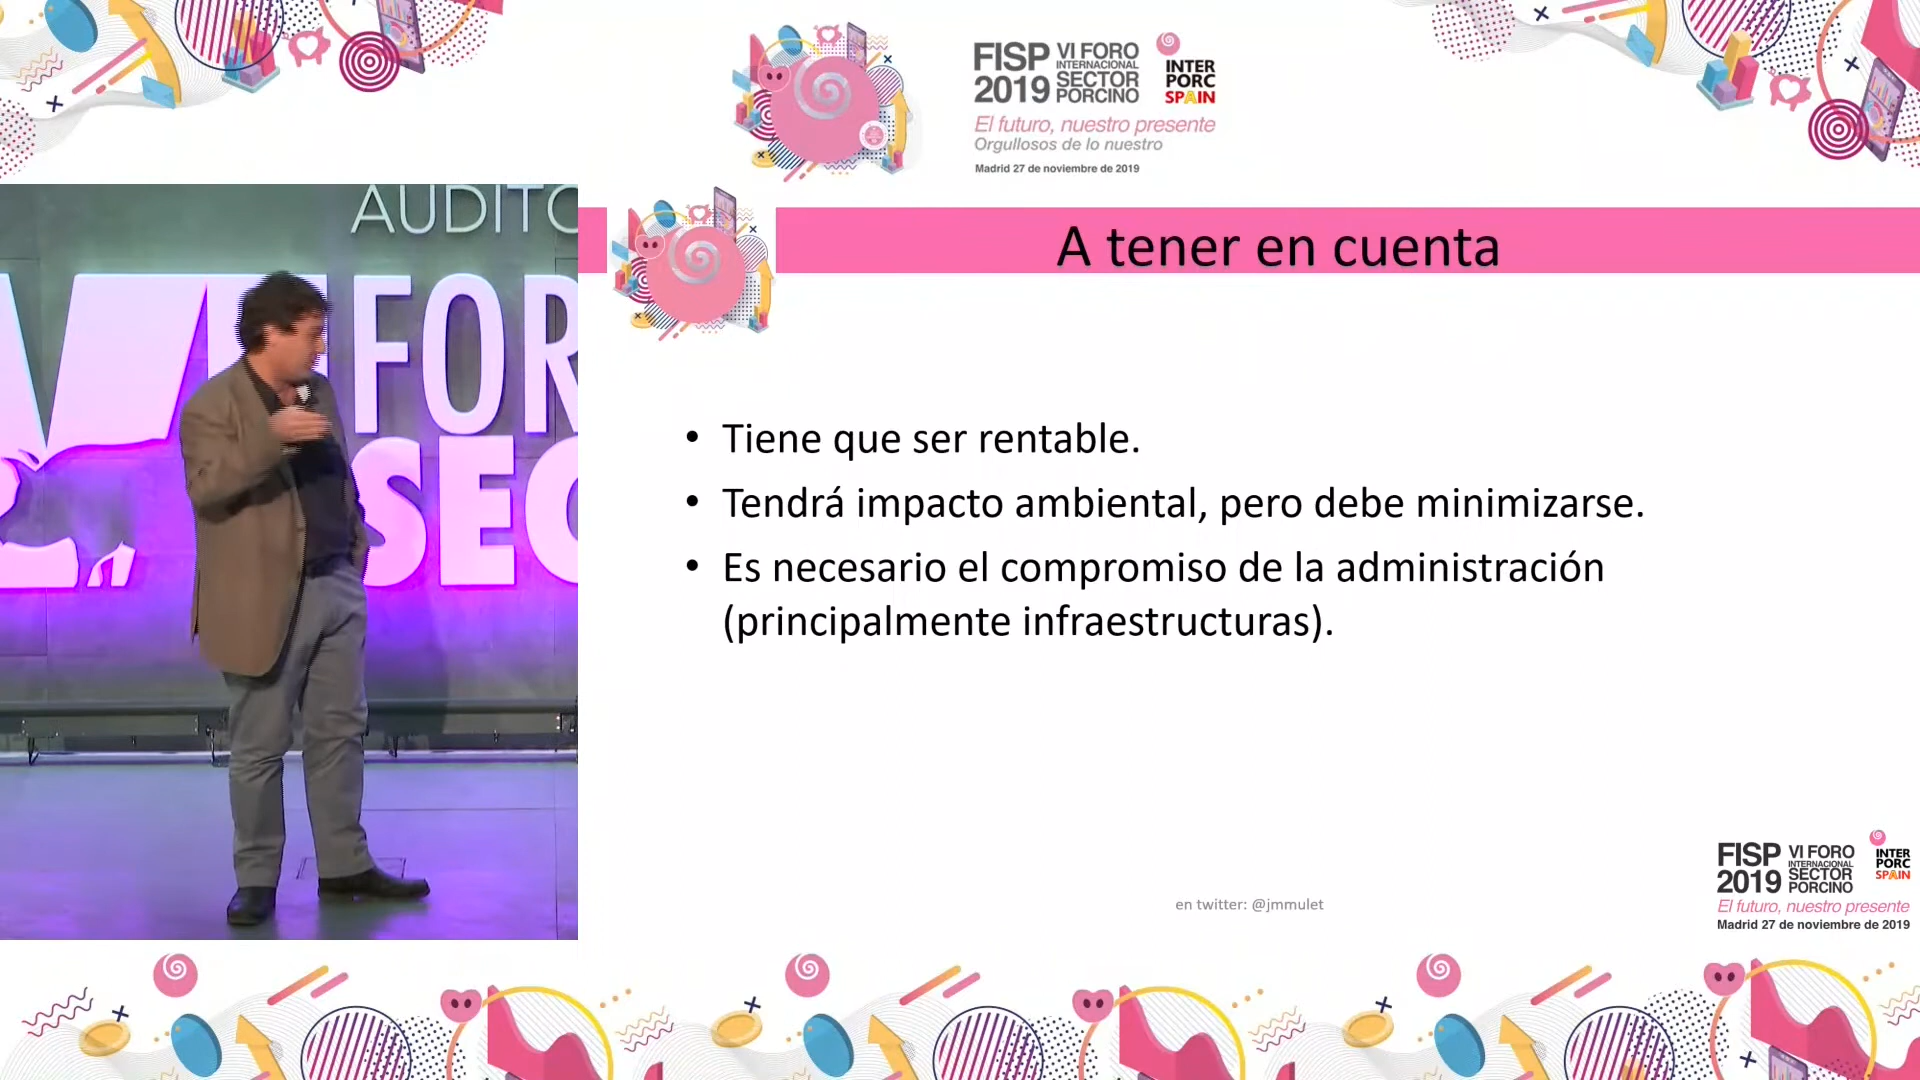 FISP 2019 VI FORO INTERNACIONAL SECTOR PORCINO
INTER PORC SPAIN
El futuro, nuestro presente
Orgullosos de lo nuestro
Madrid 27 de noviembre de 2019
AUDITO
FOR
SEC
A tener en cuenta
• Tiene que ser rentable.
• Tendrá impacto ambiental, pero debe minimizarse.
• Es necesario el compromiso de la administración
(principalmente infraestructuras).
en twitter: @jmmulet
FISP 2019 VI FORO INTERNACIONAL SECTOR PORCINO
INTER PORC SPAIN
El futuro, nuestro presente
Madrid 27 de noviembre de 2019